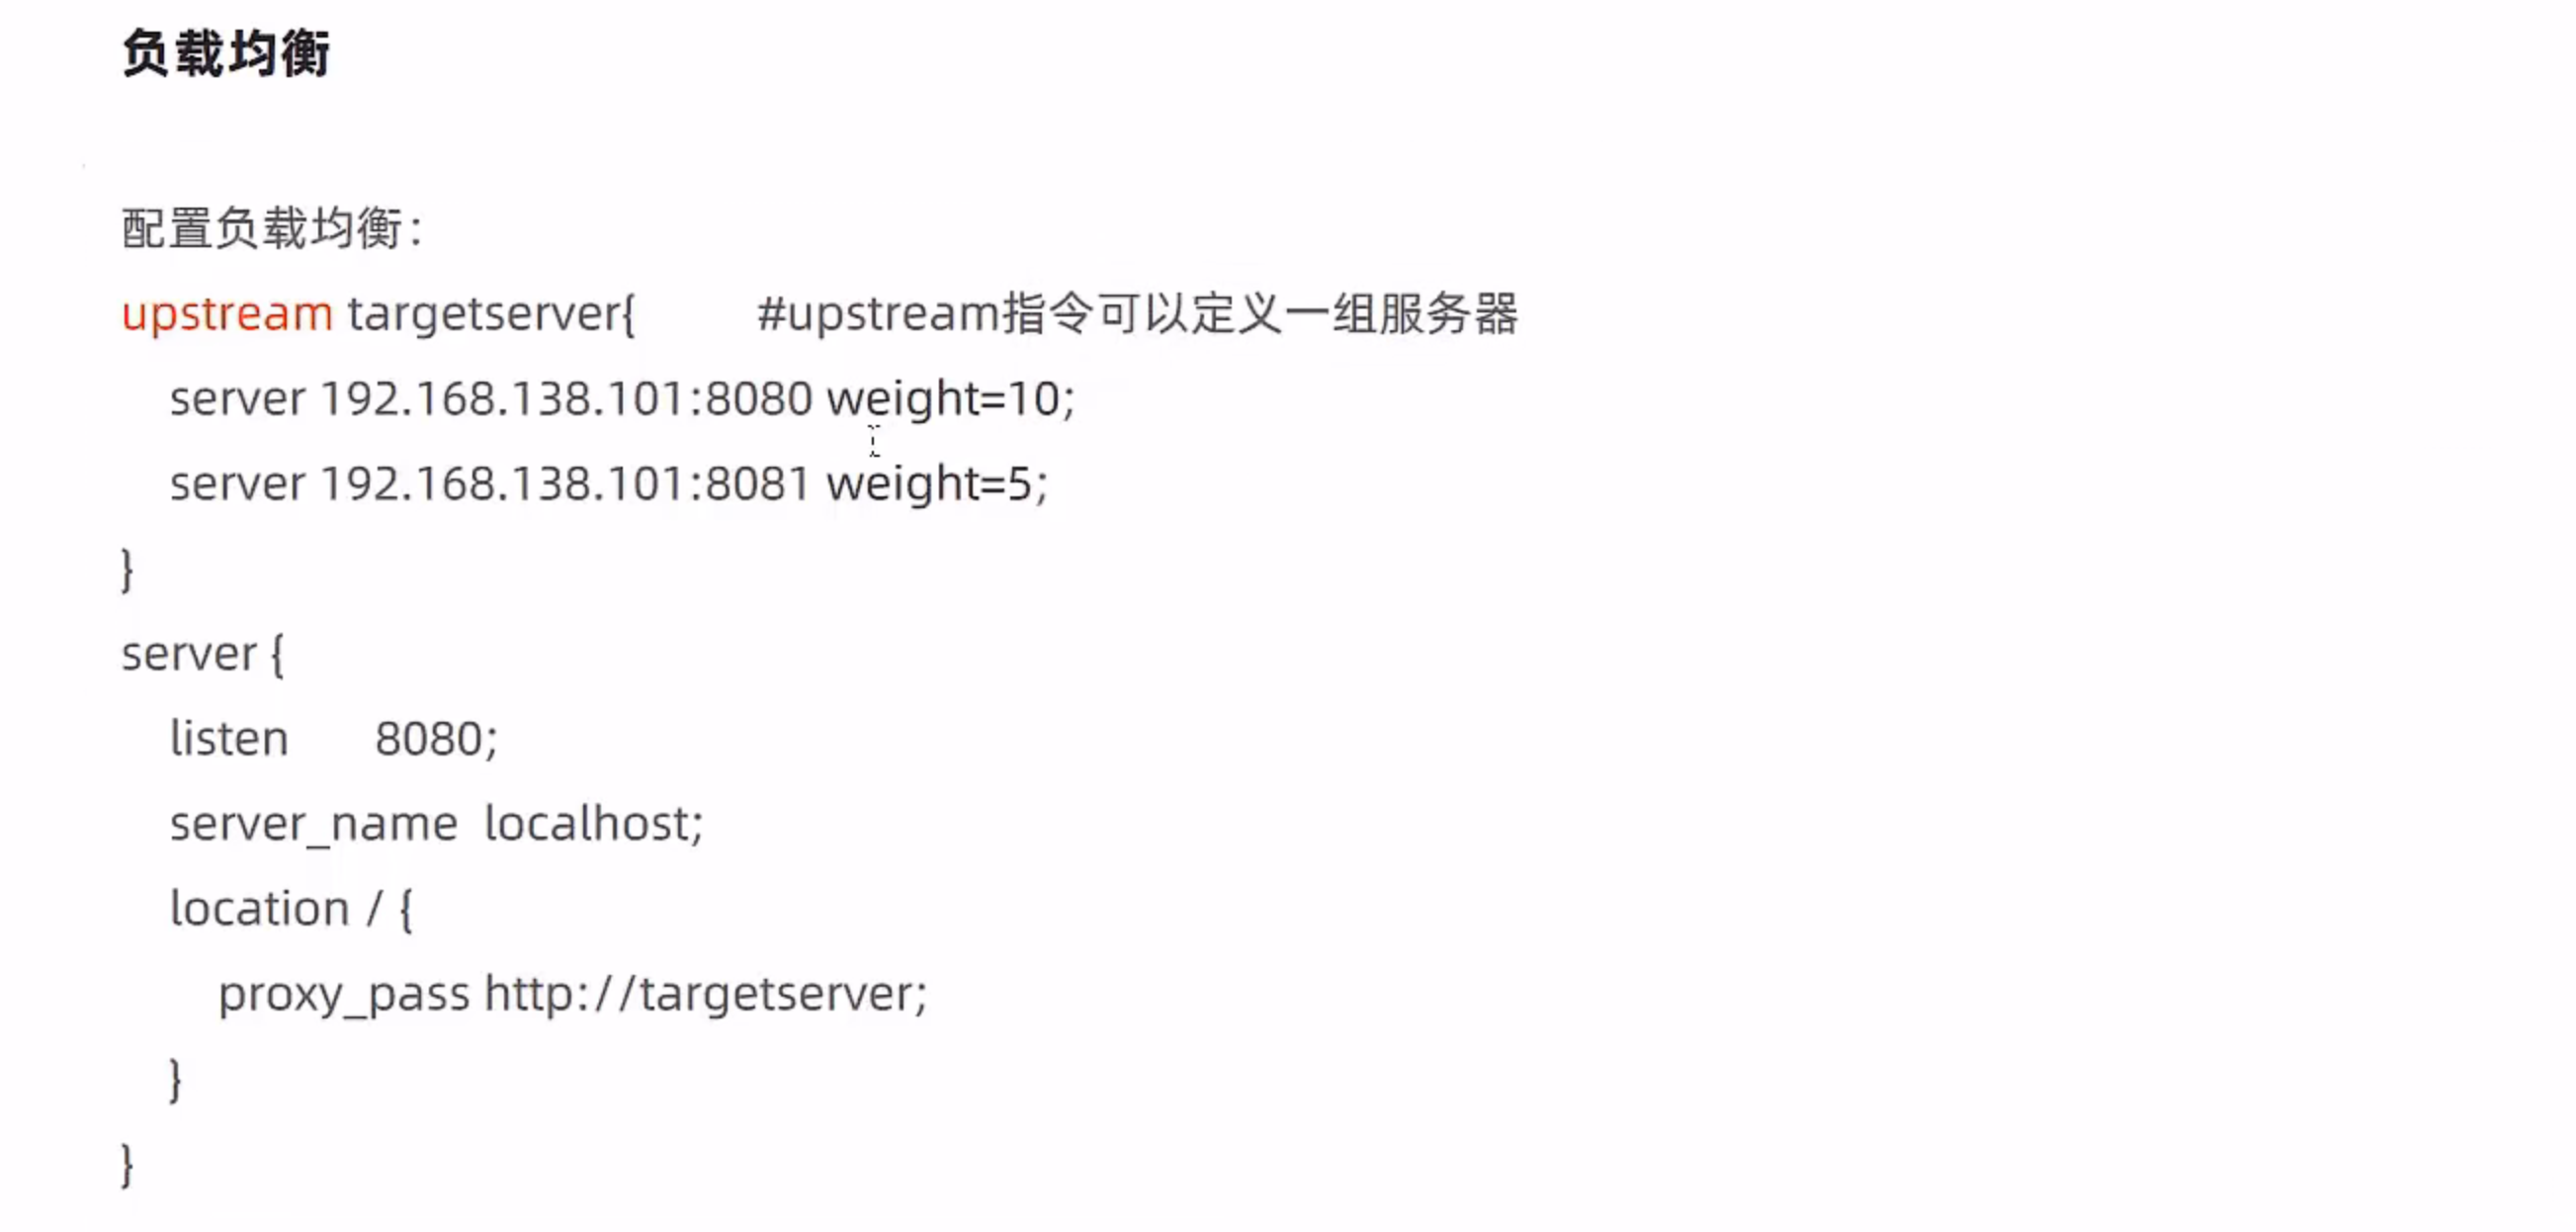 负载均衡
配置负载均衡：
upstream targetserver{ #upstream指令可以定义一组服务器
server 192.168.138.101:8080 weight=10;
server 192.168.138.101:8081 weight=5;
}
server {
listen 8080;
server_name localhost;
location / {
proxy_pass http://targetserver;
}
}